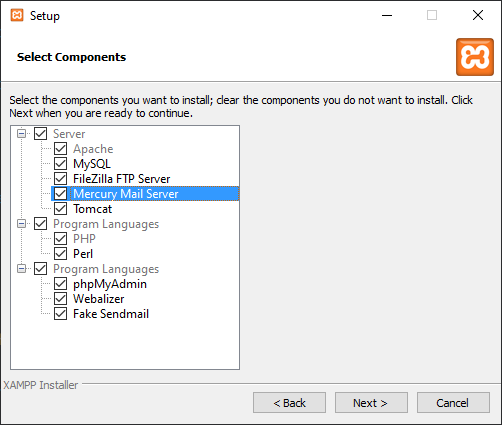 Setup
Select Components
Select the components you want to install; clear the components you do not want to install. Click
Next when you are ready to continue.
Server
Apache
MySQL
FileZilla FTP Server
Mercury Mail Server
Tomcat
Program Languages
PHP
Perl
Program Languages
phpMyAdmin
Webalizer
Fake Sendmail
XAMPP Installer
< Back
Next >
Cancel